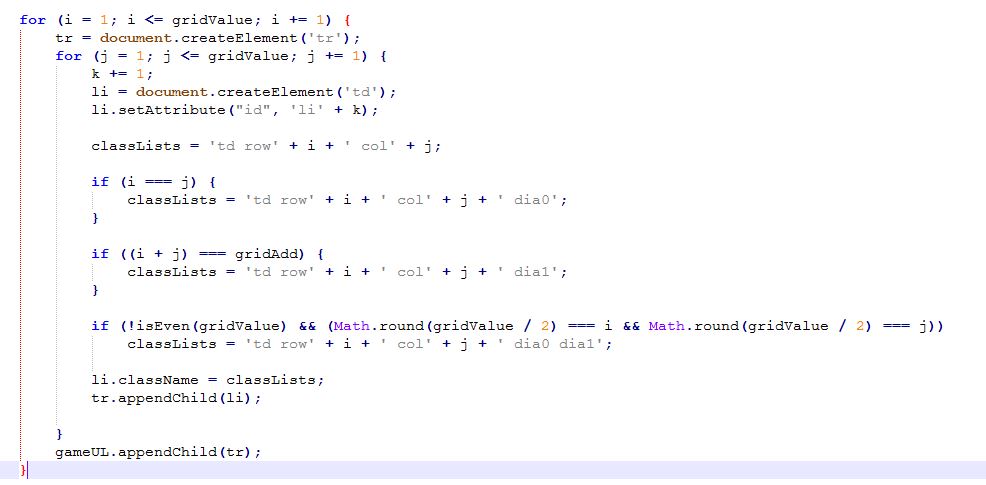 for (i = 1; i <= gridValue; i += 1) {
    tr = document.createElement('tr');
    for (j = 1; j <= gridValue; j += 1) {
        k += 1;
        li = document.createElement('td');
        li.setAttribute("id", 'li' + k);

        classLists = 'td row' + i + ' col' + j;

        if (i === j) {
            classLists = 'td row' + i + ' col' + j + ' dia0';
        }

        if ((i + j) === gridAdd) {
            classLists = 'td row' + i + ' col' + j + ' dia1';
        }

        if (!isEven(gridValue) && (Math.round(gridValue / 2) === i && Math.round(gridValue / 2) === j))
            classLists = 'td row' + i + ' col' + j + ' dia0 dia1';

        li.className = classLists;
        tr.appendChild(li);

    }
    gameUL.appendChild(tr);
}